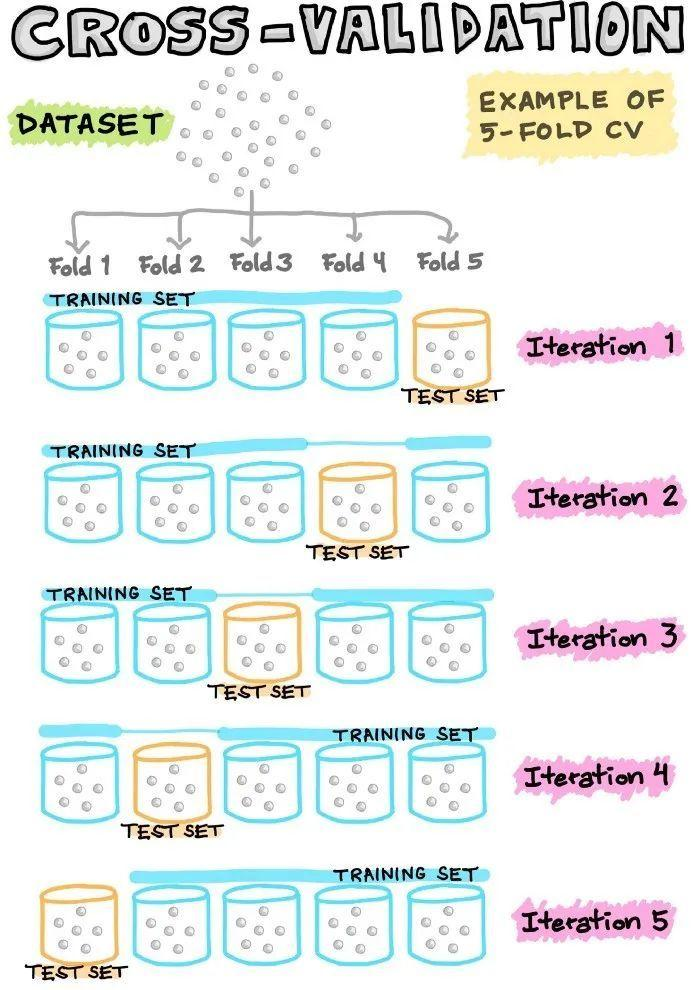 CROSS-VALIDATION
DATASET
EXAMPLE OF
5-FOLD CV
Fold 1 Fold 2 Fold 3 Fold 4 Fold 5
TRAINING SET
Iteration 1
TEST SET
TRAINING SET
Iteration 2
TEST SET
TRAINING SET
Iteration 3
TEST SET
TRAINING SET
Iteration 4
TEST SET
TRAINING SET
Iteration 5
TEST SET